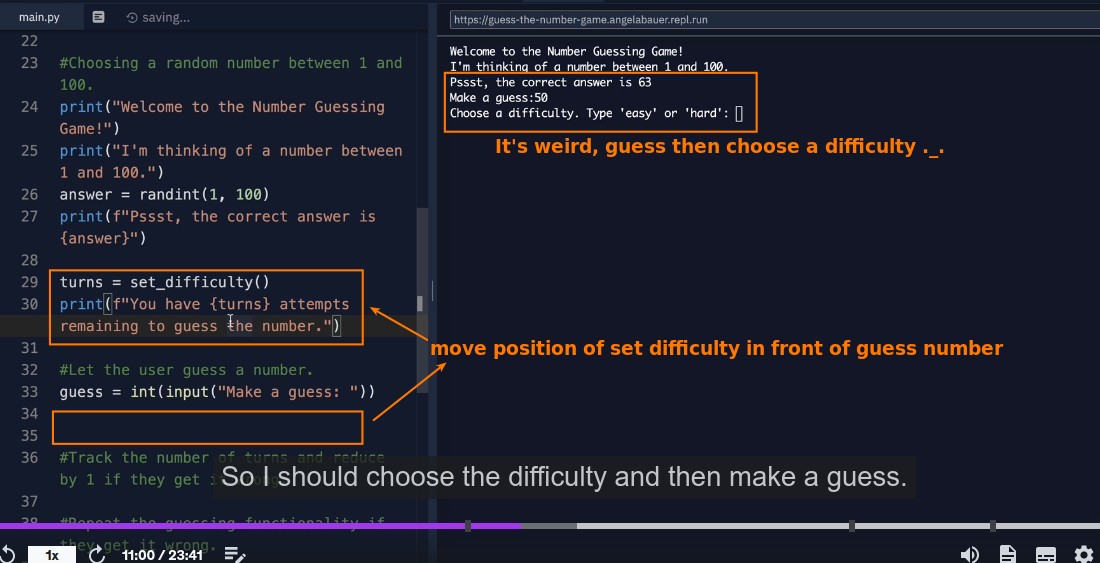 main.py
saving...
22
23 #Choosing a random number between 1 and
100.
24 print("Welcome to the Number Guessing
Game!")
25 print("I'm thinking of a number between
1 and 100.")
26 answer = randint(1, 100)
27 print(f"Pssst, the correct answer is
{answer}")
28
29 turns = set_difficulty()
30 print(f"You have {turns} attempts
remaining to guess the number.")
31
32 #Let the user guess a number.
33 guess = int(input("Make a guess: "))
34
35
36 #Track the number of turns and reduce
by 1 if they get it
37
38 #Repeat the guessing functionality if
they get it wrong.
https://guess-the-number-game.angelabauer.repl.run
Welcome to the Number Guessing Game!
I'm thinking of a number between 1 and 100.
Pssst, the correct answer is 63
Make a guess:50
Choose a difficulty. Type 'easy' or 'hard':
It's weird, guess then choose a difficulty ._.
move position of set difficulty in front of guess number
So I should choose the difficulty and then make a guess.
1x
11:00 / 23:41